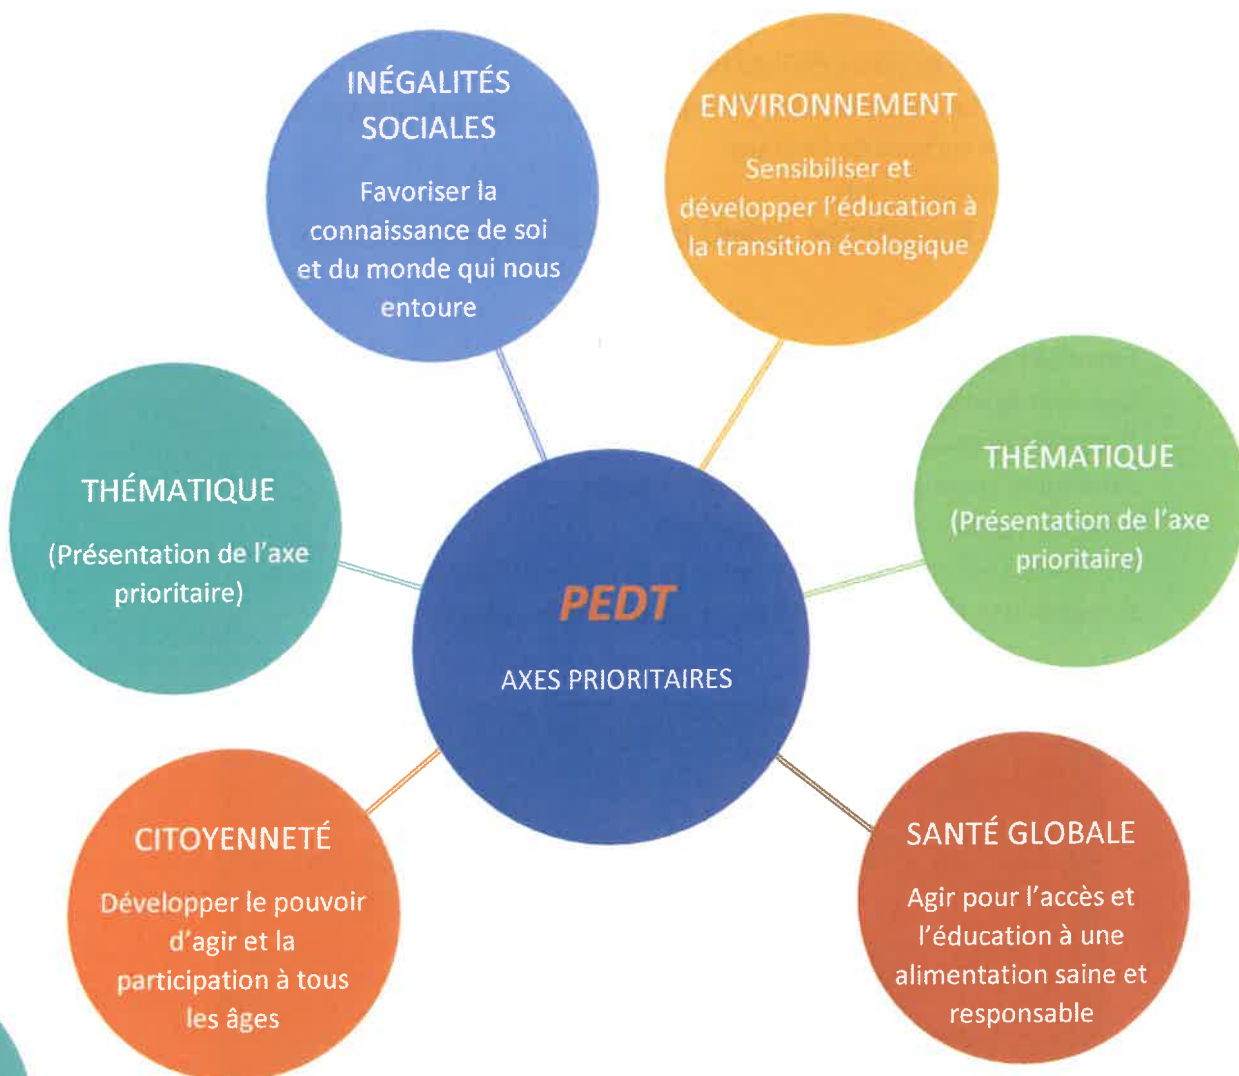 INÉGALITÉS
SOCIALES
Favoriser la
connaissance de soi
et du monde qui nous
entoure
ENVIRONNEMENT
Sensibiliser et
développer l'éducation à
la transition écologique
THÉMATIQUE
(Présentation de l'axe
prioritaire)
THÉMATIQUE
(Présentation de l'axe
prioritaire)
PEDT
AXES PRIORITAIRES
CITOYENNETÉ
Développer le pouvoir
d'agir et la
participation à tous
les âges
SANTÉ GLOBALE
Agir pour l'accès et
l'éducation à une
alimentation saine et
responsable